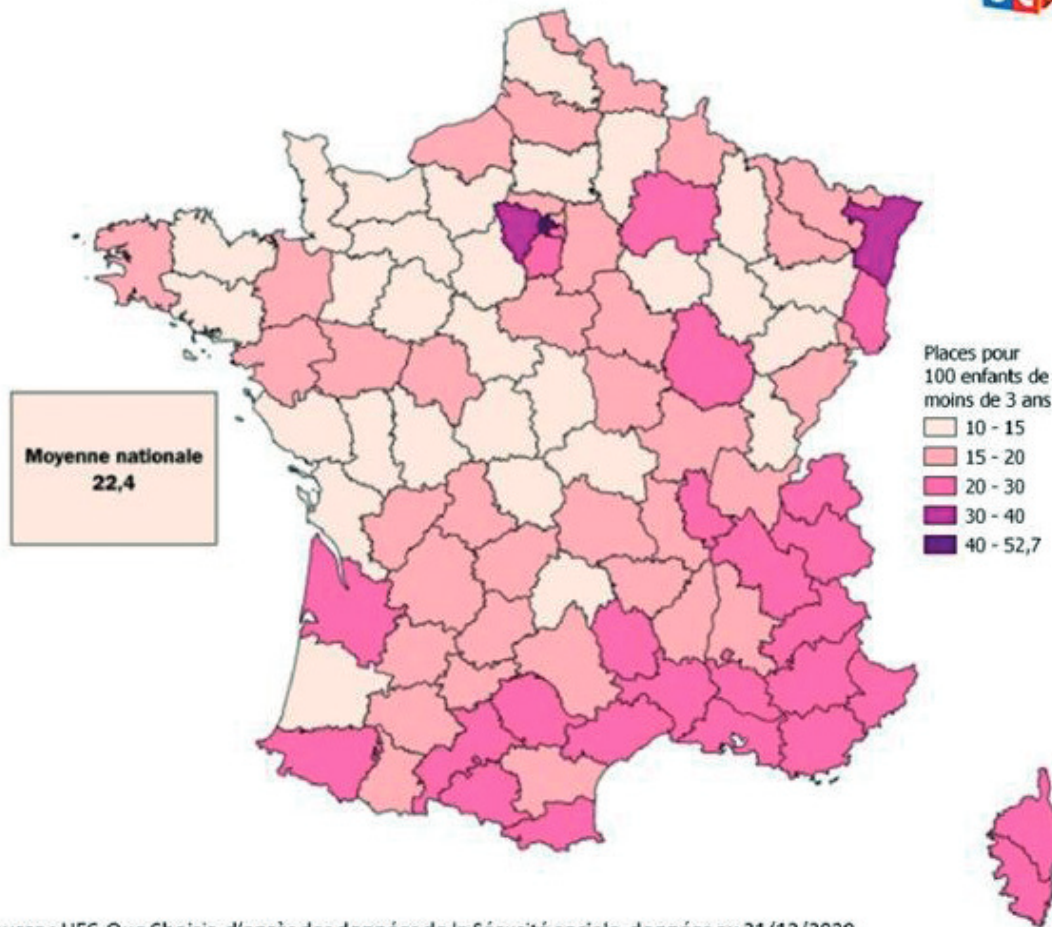 Moyenne nationale
22,4
Places pour
100 enfants de
moins de 3 ans
10 - 15
15 - 20
20 - 30
30 - 40
40 - 52,7